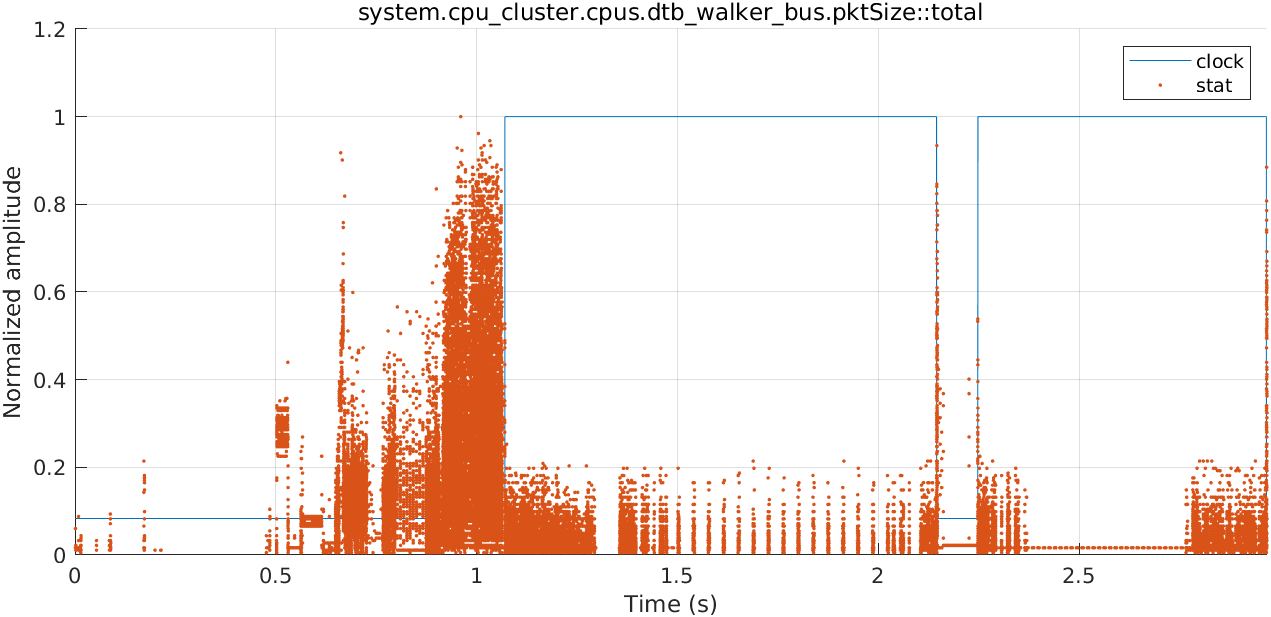 system.cpu_cluster.cpus.dtb_walker_bus.pktSize::total
1.2
1
0.8
0.6
0.4
0.2
0
Normalized amplitude
clock
stat
0
0.5
1
1.5
2
2.5
Time (s)